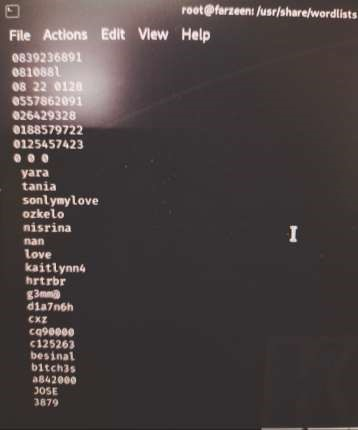 root@farzeen: /usr/share/wordlists
File Actions Edit View Help
0839236891
081088l
08 22 0128
0557862091
026429328
0188579722
0125457423
0 0 0
yara
tania
sonlymylove
ozkelo
nisrina
nan
love
kaitlynn4
hrtrbr
g3mm@
d1a7n6h
cxz
cq90000
c125263
besinal
b1tch3s
a842000
JOSE
3879